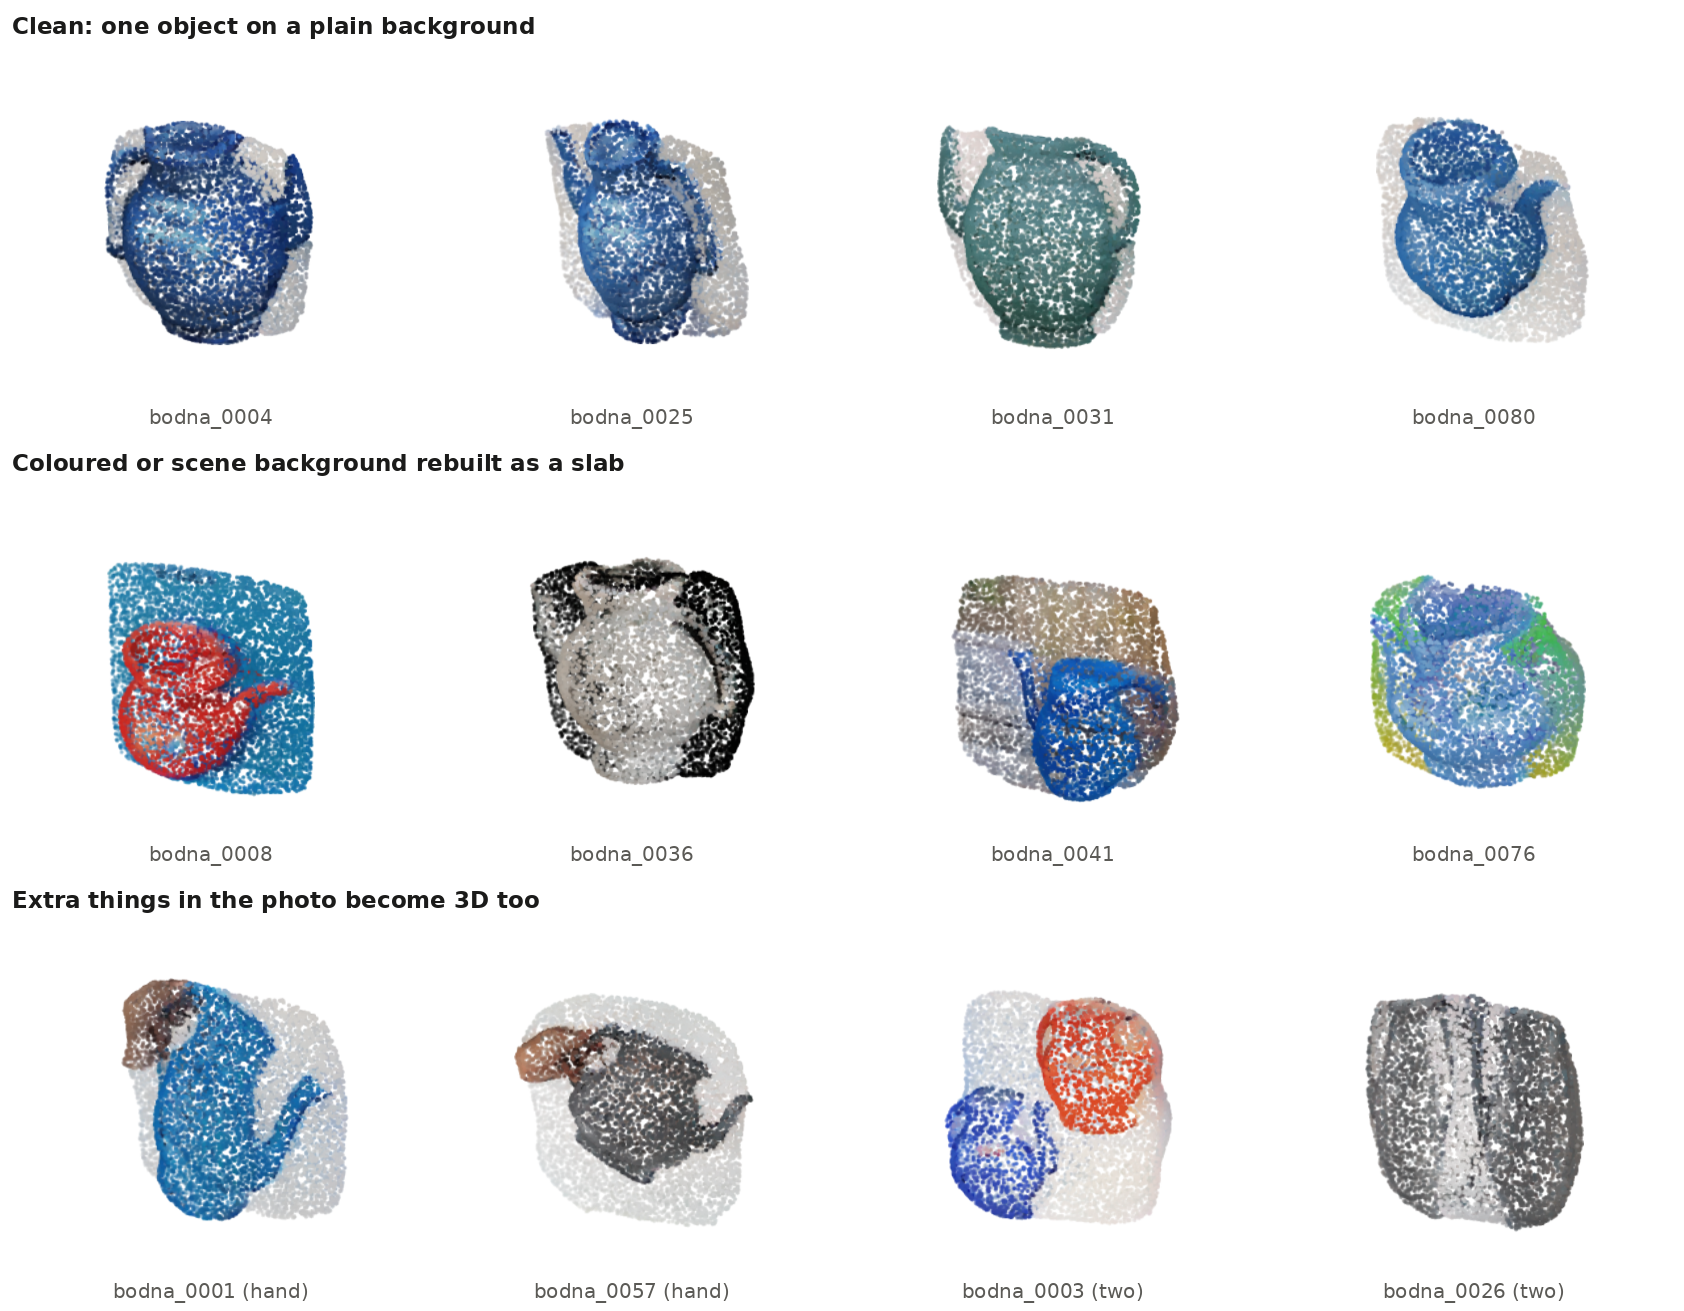 Clean: one object on a plain background
bodna_0004 bodna_0025 bodna_0031 bodna_0080
Coloured or scene background rebuilt as a slab
bodna_0008 bodna_0036 bodna_0041 bodna_0076
Extra things in the photo become 3D too
bodna_0001 (hand) bodna_0057 (hand) bodna_0003 (two) bodna_0026 (two)